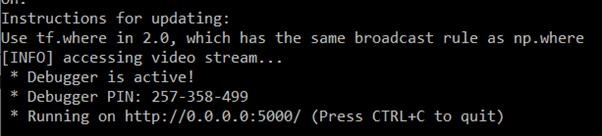 on.
Instructions for updating:
Use tf.where in 2.0, which has the same broadcast rule as np.where
[INFO] accessing video stream...
* Debugger is active!
* Debugger PIN: 257-358-499
* Running on http://0.0.0.0:5000/ (Press CTRL+C to quit)